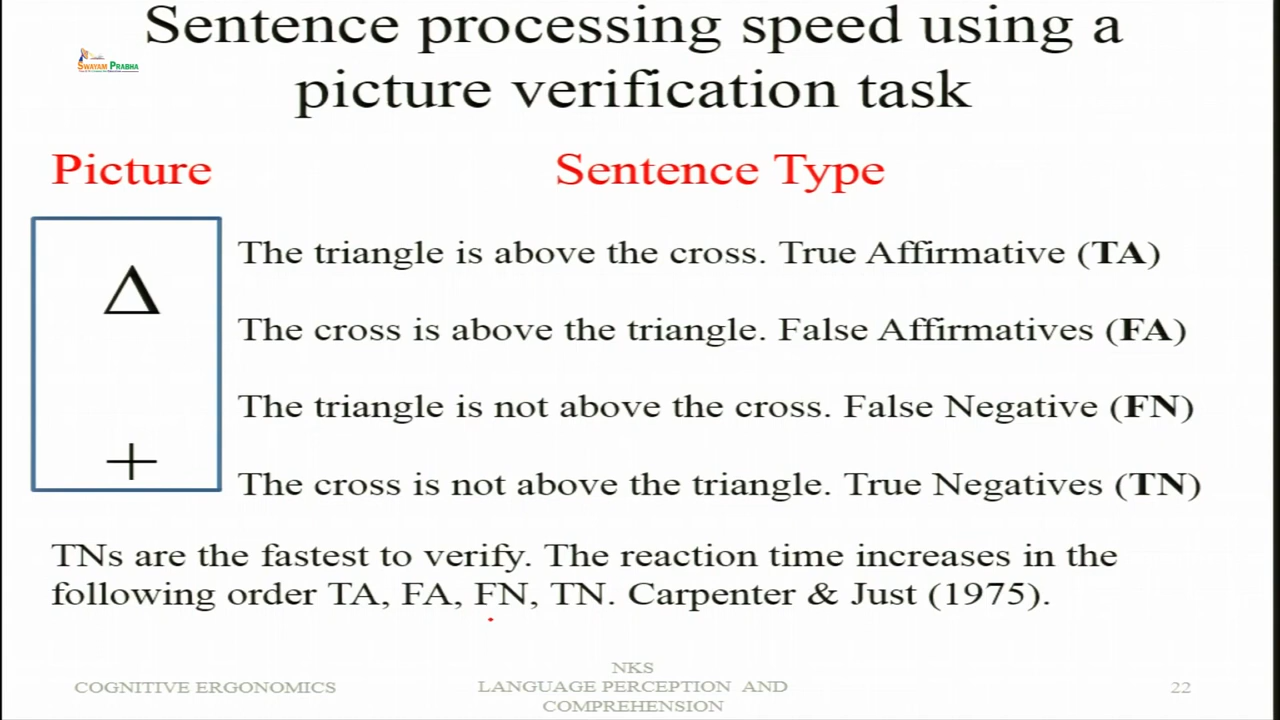 Sentence processing speed using a
picture verification task
SWAYAM PRABHA
Picture
Sentence Type
Δ
The triangle is above the cross. True Affirmative (TA)
The cross is above the triangle. False Affirmatives (FA)
The triangle is not above the cross. False Negative (FN)
+
The cross is not above the triangle. True Negatives (TN)
TNs are the fastest to verify. The reaction time increases in the
following order TA, FA, FN, TN. Carpenter & Just (1975).
COGNITIVE ERGONOMICS
NKS
LANGUAGE PERCEPTION AND
COMPREHENSION
22